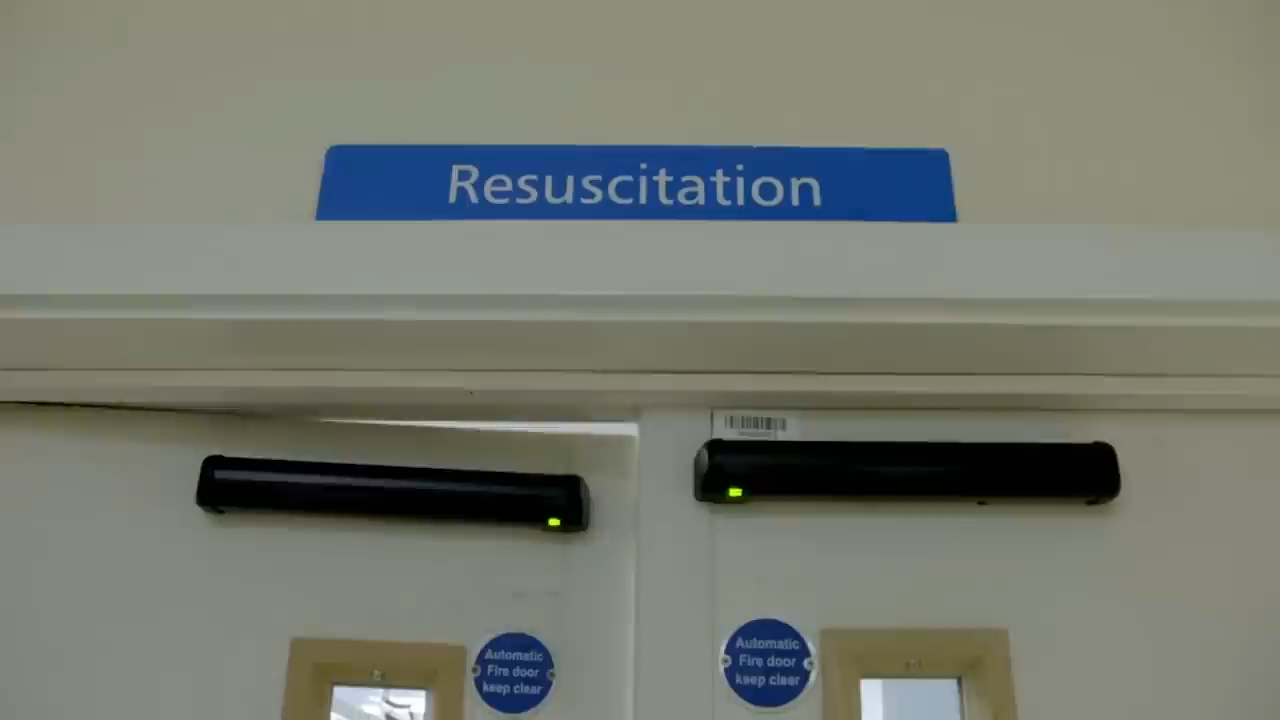 Resuscitation
Automatic
Fire door
keep clear
Automatic
Fire door
keep clear